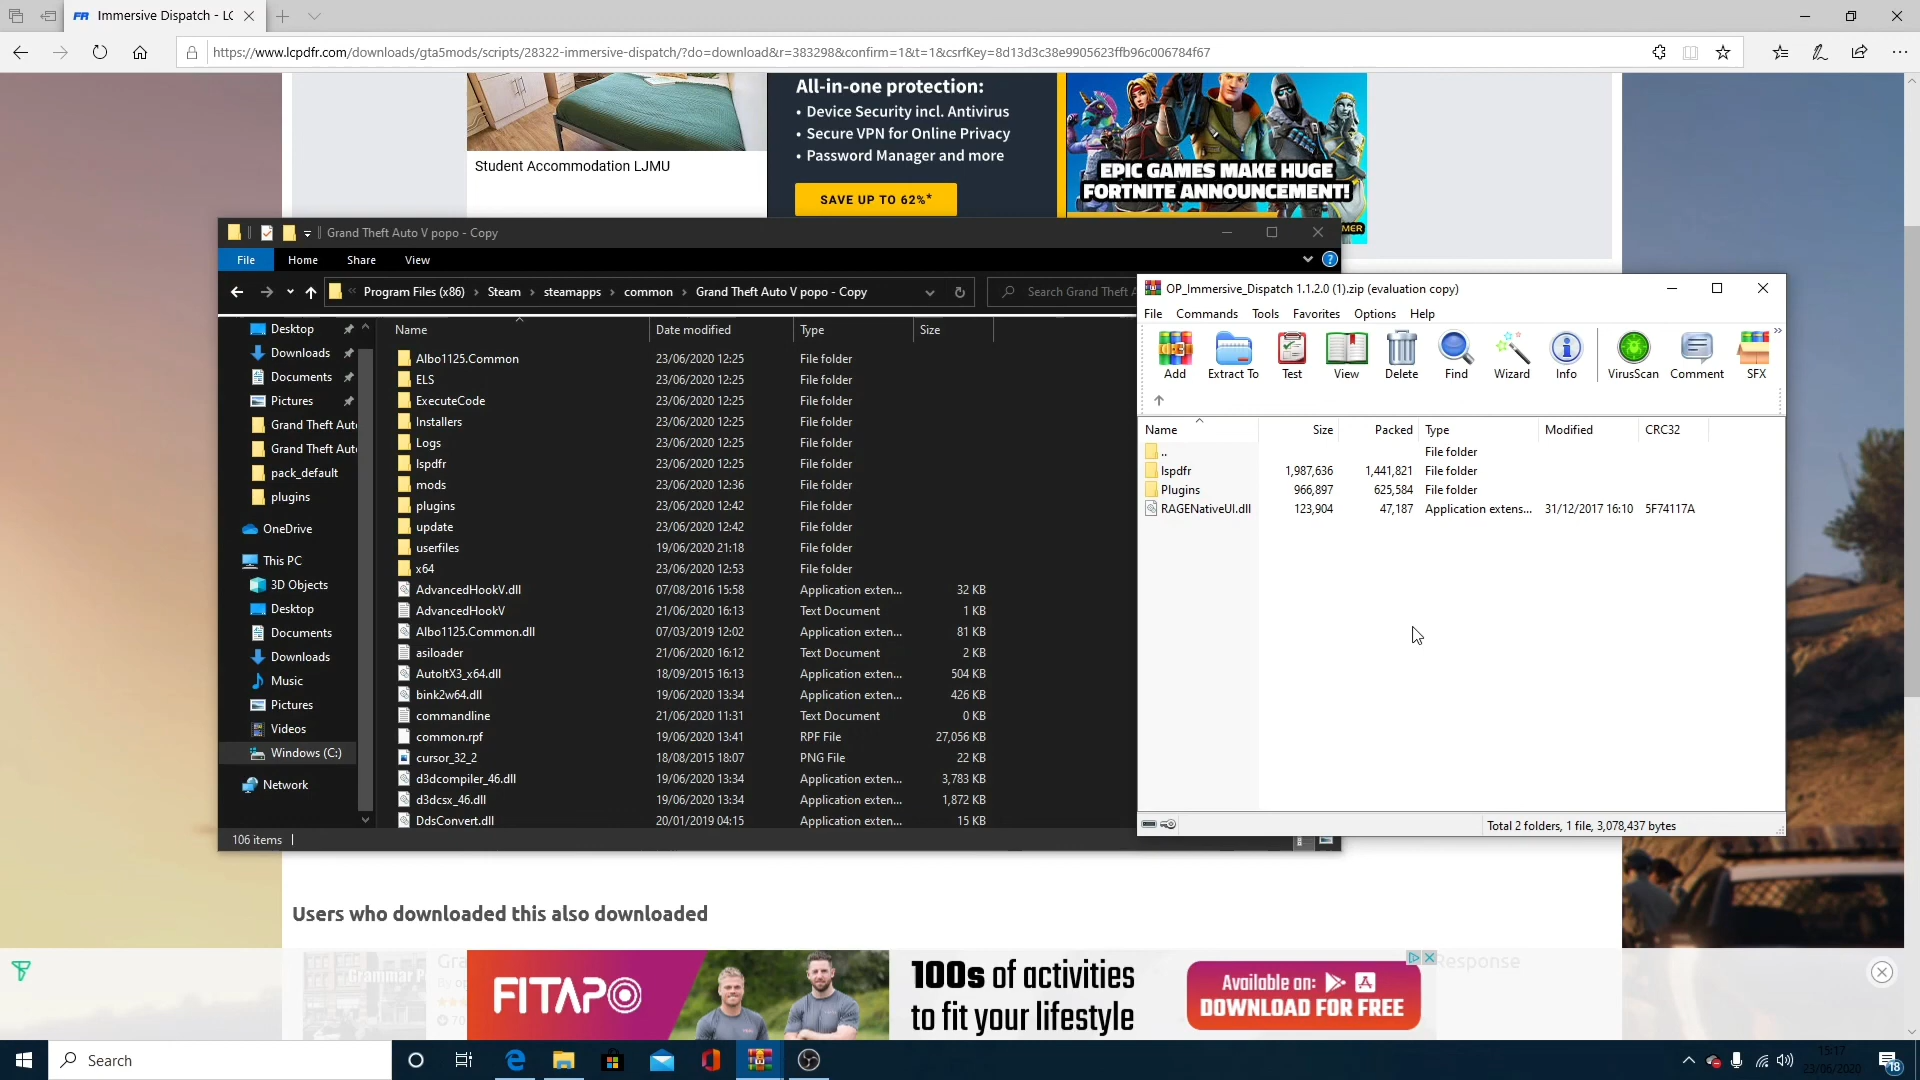 Immersive Dispatch - LC
https://www.lcpdfr.com/downloads/gta5mods/scripts/28322-immersive-dispatch/?do=download&r=383298&confirm=1&t=1&csrfKey=8d13d3c38e9905623ffb96c006784f67
Student Accommodation LJMU
All-in-one protection:
• Device Security incl. Antivirus
• Secure VPN for Online Privacy
• Password Manager and more
SAVE UP TO 62%*
EPIC GAMES MAKE HUGE
FORTNITE ANNOUNCEMENT!
Grand Theft Auto V popo - Copy
File Home Share View
Program Files (x86) Steam steamapps common Grand Theft Auto V popo - Copy
Search Grand Theft A
Desktop
Downloads
Documents
Pictures
Grand Theft Aut
Grand Theft Aut
pack_default
plugins
OneDrive
This PC
3D Objects
Desktop
Documents
Downloads
Music
Pictures
Videos
Windows (C:)
Network
Name Date modified Type Size
Albo1125.Common 23/06/2020 12:25 File folder
ELS 23/06/2020 12:25 File folder
ExecuteCode 23/06/2020 12:25 File folder
Installers 23/06/2020 12:25 File folder
Logs 23/06/2020 12:25 File folder
lspdfr 23/06/2020 12:25 File folder
mods 23/06/2020 12:36 File folder
plugins 23/06/2020 12:42 File folder
update 23/06/2020 12:42 File folder
userfiles 19/06/2020 21:18 File folder
x64 23/06/2020 12:53 File folder
AdvancedHookV.dll 07/08/2016 15:58 Application exten... 32 KB
AdvancedHookV 21/06/2020 16:13 Text Document 1 KB
Albo1125.Common.dll 07/03/2019 12:02 Application exten... 81 KB
asiloader 21/06/2020 16:12 Text Document 2 KB
AutoItX3_x64.dll 18/09/2015 16:13 Application exten... 504 KB
bink2w64.dll 19/06/2020 13:34 Application exten... 426 KB
commandline 21/06/2020 11:31 Text Document 0 KB
common.rpf 19/06/2020 13:41 RPF File 27,056 KB
cursor_32_2 18/08/2015 18:07 PNG File 22 KB
d3dcompiler_46.dll 19/06/2020 13:34 Application exten... 3,783 KB
d3dcsx_46.dll 19/06/2020 13:34 Application exten... 1,872 KB
DdsConvert.dll 20/01/2019 04:15 Application exten... 15 KB
106 items
OP_Immersive_Dispatch 1.1.2.0 (1).zip (evaluation copy)
File Commands Tools Favorites Options Help
Add Extract To Test View Delete Find Wizard Info VirusScan Comment SFX
Name Size Packed Type Modified CRC32
.. File folder
lspdfr 1,987,636 1,441,821 File folder
Plugins 966,897 625,584 File folder
RAGENativeUI.dll 123,904 47,187 Application extens... 31/12/2017 16:10 5F74117A
Total 2 folders, 1 file, 3,078,437 bytes
Users who downloaded this also downloaded
FITAPO
100s of activities
to fit your lifestyle
Available on:
DOWNLOAD FOR FREE
Response
Search
15:17
23/06/2020
18